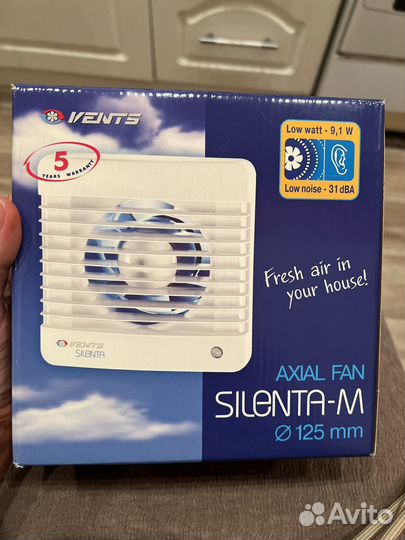 VENTS
Low watt - 9,1 W
5
YEARS WARRANTY
Low noise - 31 dBA
Fresh air in
your house!
VENTS
SILENTA
AXIAL FAN
SILENTA-M
Ø 125 mm
Avito